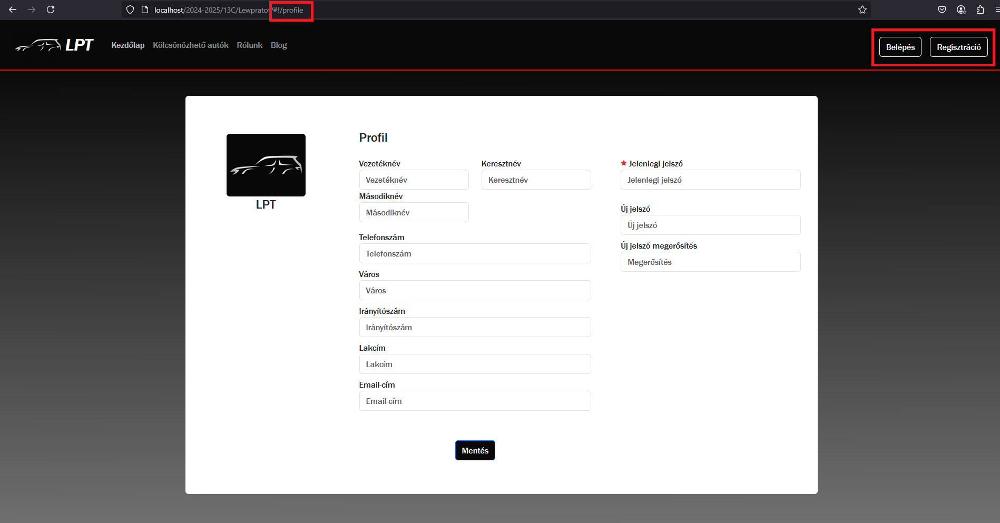 localhost/2024-2025/13C/Lewpratof/#!/profile
LPT
Kezdőlap
Kölcsönözhető autók
Rólunk
Blog
Belépés
Regisztráció
LPT
Profil
Vezetéknév
Keresztnév
Vezetéknév
Keresztnév
Másodiknév
Másodiknév
Telefonszám
Telefonszám
Város
Város
Irányítószám
Irányítószám
Lakcím
Lakcím
Email-cím
Email-cím
Jelenlegi jelszó
Jelenlegi jelszó
Új jelszó
Új jelszó
Új jelszó megerősítés
Megerősítés
Mentés